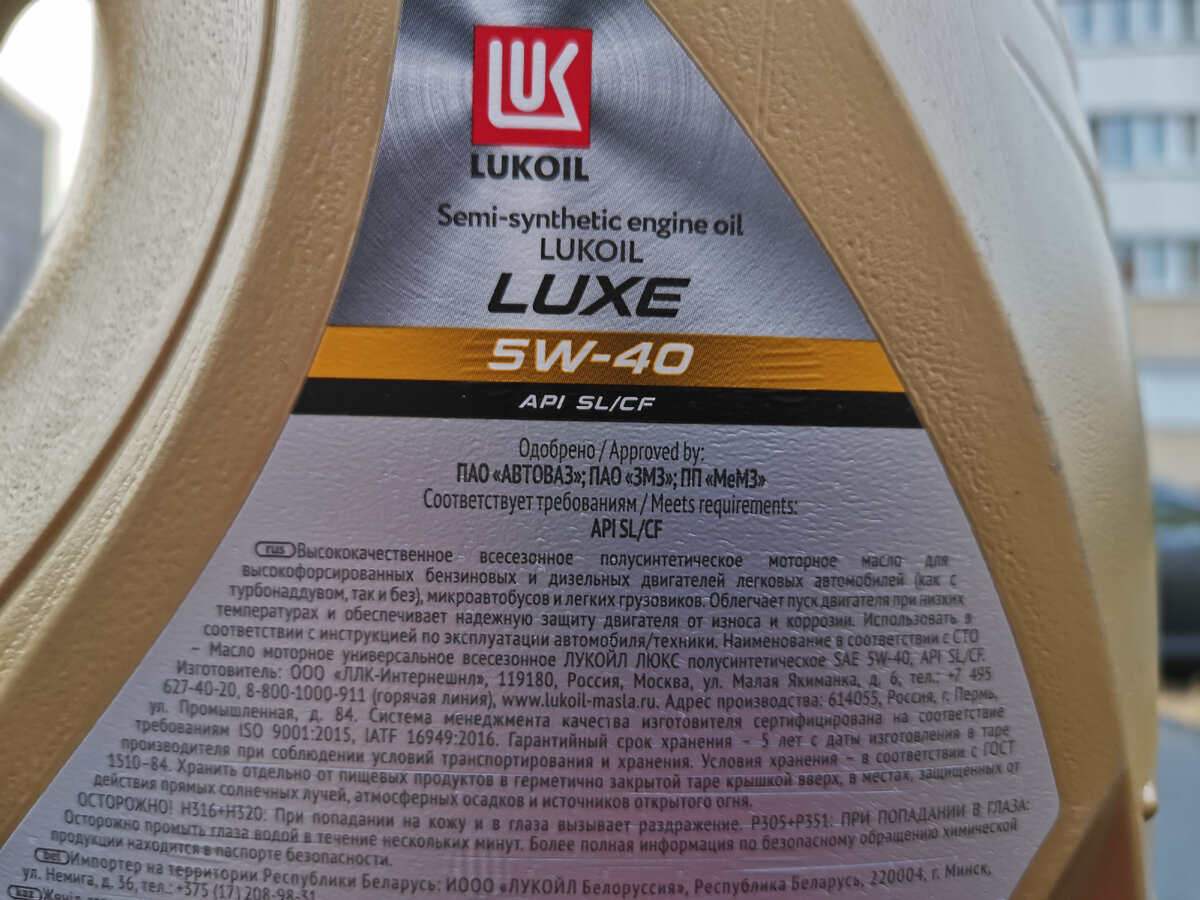 LUK
LUKOIL
Semi-synthetic engine oil
LUKOIL
LUXE
5W-40
API SL/CF
Одобрено / Approved by:
ПАО «АВТОВАЗ»; ПАО «ЗМЗ»; ПП «МеМЗ»
Соответствует требованиям / Meets requirements:
API SL/CF
rus Высококачественное всесезонное полусинтетическое моторное масло для
высокофорсированных бензиновых и дизельных двигателей легковых автомобилей (как с
турбонаддувом, так и без), микроавтобусов и легких грузовиков. Облегчает пуск двигателя при низких
температурах и обеспечивает надежную защиту двигателя от износа и коррозии. Использовать в
соответствии с инструкцией по эксплуатации автомобиля/техники. Наименование в соответствии с СТО
– Масло моторное универсальное всесезонное ЛУКОЙЛ ЛЮКС полусинтетическое SAE 5W-40, API SL/CF.
Изготовитель: ООО «ЛЛК-Интернешнл», 119180, Россия, Москва, ул. Малая Якиманка, д. 6, тел.: +7 495
627-40-20, 8-800-1000-911 (горячая линия), www.lukoil-masla.ru. Адрес производства: 614055, Россия, г. Пермь,
ул. Промышленная, д. 84. Система менеджмента качества изготовителя сертифицирована на соответствие
требованиям ISO 9001:2015, IATF 16949:2016. Гарантийный срок хранения – 5 лет с даты изготовления в таре
производителя при соблюдении условий транспортирования и хранения. Условия хранения – в соответствии с ГОСТ
1510–84. Хранить отдельно от пищевых продуктов в герметично закрытой таре крышкой вверх, в местах, защищенных от
действия прямых солнечных лучей, атмосферных осадков и источников открытого огня.
ОСТОРОЖНО! H316+H320: При попадании на кожу и в глаза вызывает раздражение. P305+P351: ПРИ ПОПАДАНИИ В ГЛАЗА:
Осторожно промыть глаза водой в течение нескольких минут. Более полная информация по безопасному обращению химической
продукции находится в паспорте безопасности.
bel Импортер на территории Республики Беларусь: ИООО «ЛУКОЙЛ Белоруссия», Республика Беларусь, 220004, г. Минск,
ул. Немига, д. 36, тел.: +375 (17) 208-98-31
kaz Жеңіл